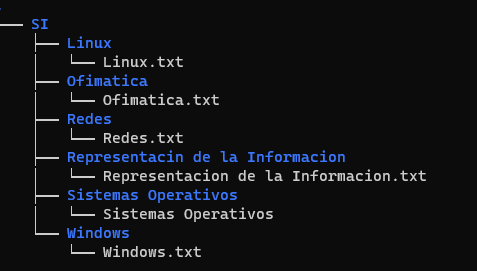 SI
Linux
Linux.txt
Ofimatica
Ofimatica.txt
Redes
Redes.txt
Representacin de la Informacion
Representacion de la Informacion.txt
Sistemas Operativos
Sistemas Operativos
Windows
Windows.txt